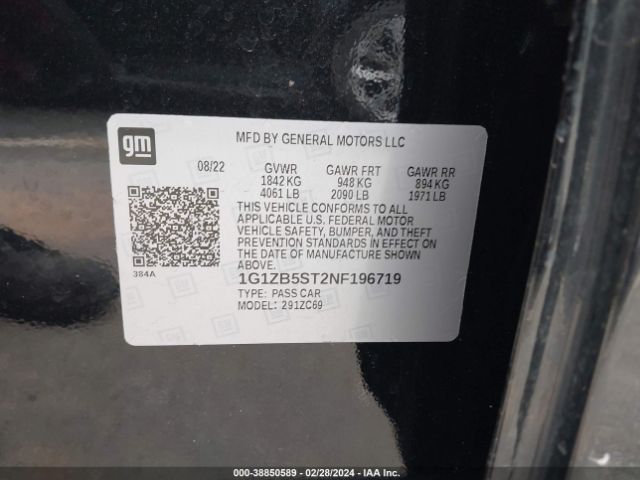 gm
MFD BY GENERAL MOTORS LLC
08/22 GVWR GAWR FRT GAWR RR
1842 KG 948 KG 894 KG
4061 LB 2090 LB 1971 LB
THIS VEHICLE CONFORMS TO ALL
APPLICABLE U.S. FEDERAL MOTOR
VEHICLE SAFETY, BUMPER, AND THEFT
PREVENTION STANDARDS IN EFFECT ON
THE DATE OF MANUFACTURE SHOWN
ABOVE.
384A
1G1ZB5ST2NF196719
TYPE: PASS CAR
MODEL: 291ZC69
000-38850589 - 02/28/2024 - IAA Inc.